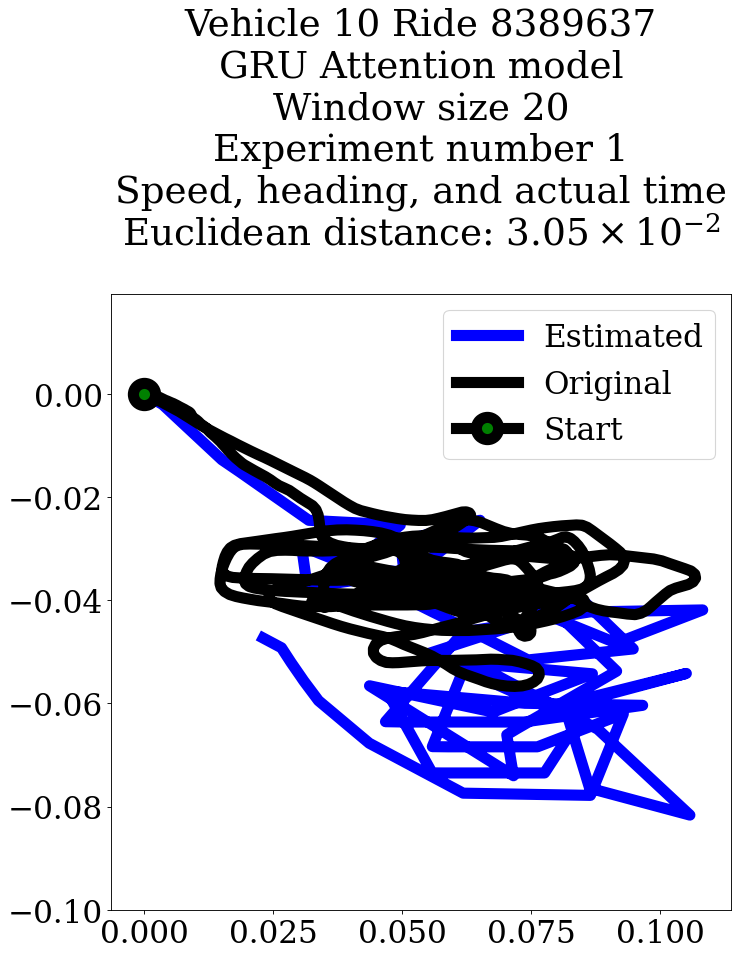 Vehicle 10 Ride 8389637
GRU Attention model
Window size 20
Experiment number 1
Speed, heading, and actual time
Euclidean distance: 3.05 × 10⁻²
Estimated
Original
Start
0.00
−0.02
−0.04
−0.06
−0.08
−0.10
0.000 0.025 0.050 0.075 0.100